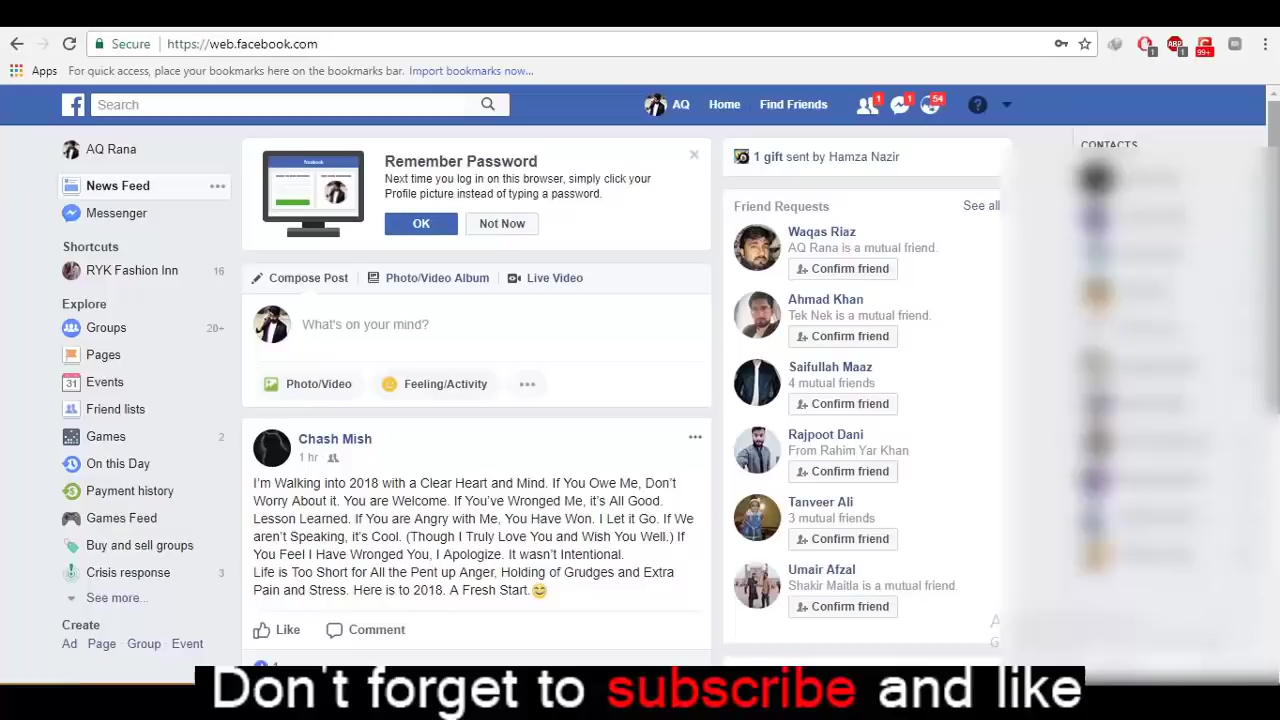 Secure https://web.facebook.com
1 1 99+
Apps For quick access, place your bookmarks here on the bookmarks bar. Import bookmarks now...
f Search AQ Home Find Friends 1 1 54
AQ Rana
News Feed
Messenger
Shortcuts
RYK Fashion Inn 16
Explore
Groups 20+
Pages
31 Events
Friend lists
Games 2
On this Day
Payment history
Games Feed
Buy and sell groups
Crisis response 3
See more...
Create
Ad Page Group Event
Remember Password
Next time you log in on this browser, simply click your
Profile picture instead of typing a password.
OK Not Now
Compose Post Photo/Video Album Live Video
What's on your mind?
Photo/Video Feeling/Activity
Chash Mish
1 hr
I'm Walking into 2018 with a Clear Heart and Mind. If You Owe Me, Don't
Worry About it. You are Welcome. If You've Wronged Me, it's All Good.
Lesson Learned. If You are Angry with Me, You Have Won. I Let it Go. If We
aren't Speaking, it's Cool. (Though I Truly Love You and Wish You Well.) If
You Feel I Have Wronged You, I Apologize. It wasn't Intentional.
Life is Too Short for All the Pent up Anger, Holding of Grudges and Extra
Pain and Stress. Here is to 2018. A Fresh Start.😊
Like Comment
1 gift sent by Hamza Nazir
Friend Requests See all
Waqas Riaz
AQ Rana is a mutual friend.
Confirm friend
Ahmad Khan
Tek Nek is a mutual friend.
Confirm friend
Saifullah Maaz
4 mutual friends
Confirm friend
Rajpoot Dani
From Rahim Yar Khan
Confirm friend
Tanveer Ali
3 mutual friends
Confirm friend
Umair Afzal
Shakir Maitla is a mutual friend.
Confirm friend
CONTACTS
Don't forget to subscribe and like